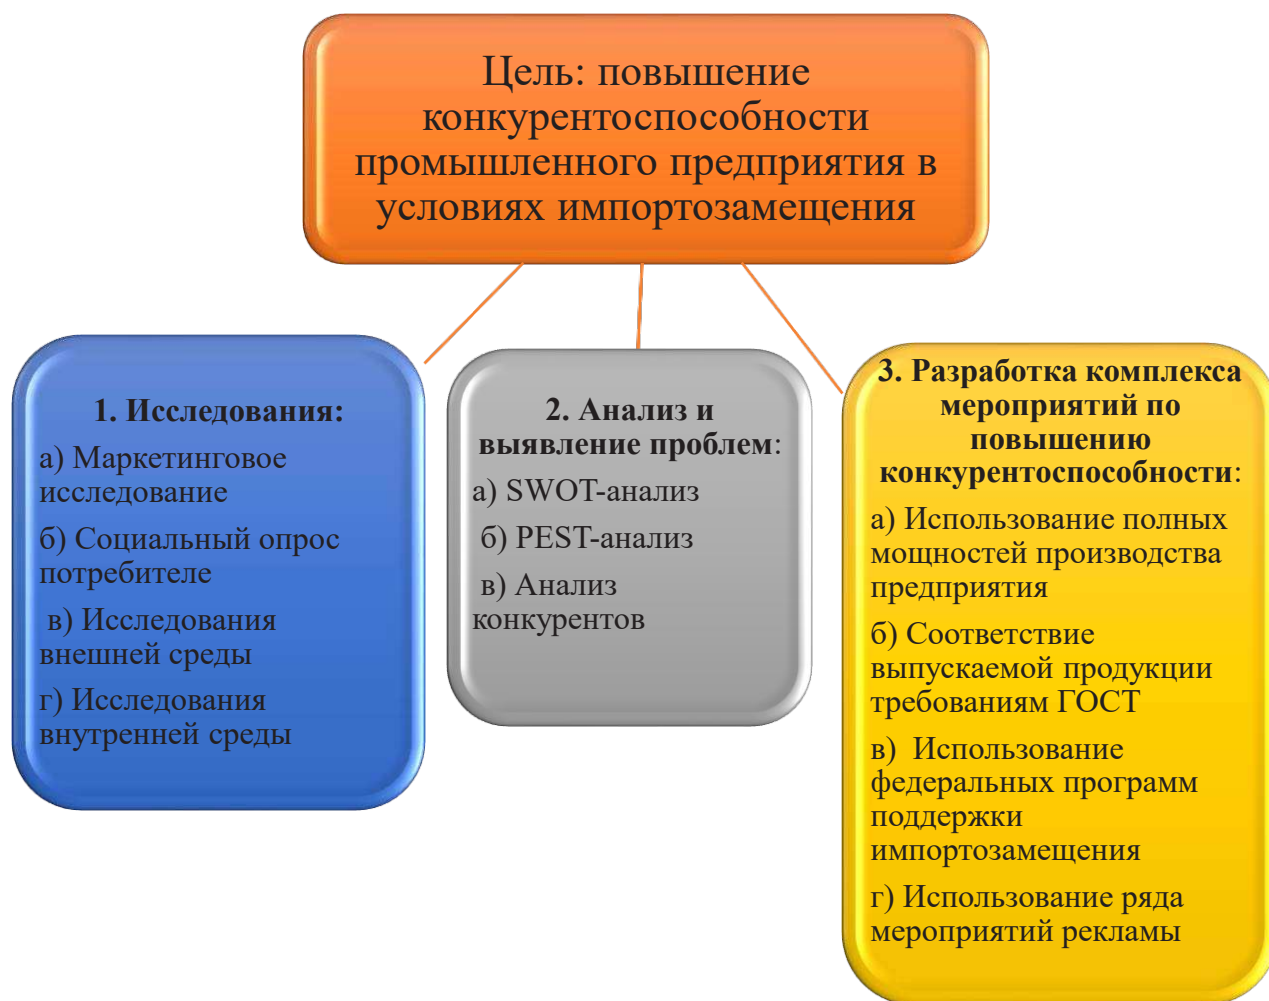 Цель: повышение
конкурентоспособности
промышленного предприятия в
условиях импортозамещения
1. Исследования:
а) Маркетинговое
исследование
б) Социальный опрос
потребителе
в) Исследования
внешней среды
г) Исследования
внутренней среды
2. Анализ и
выявление проблем:
а) SWOT-анализ
б) PEST-анализ
в) Анализ
конкурентов
3. Разработка комплекса
мероприятий по
повышению
конкурентоспособности:
а) Использование полных
мощностей производства
предприятия
б) Соответствие
выпускаемой продукции
требованиям ГОСТ
в) Использование
федеральных программ
поддержки
импортозамещения
г) Использование ряда
мероприятий рекламы